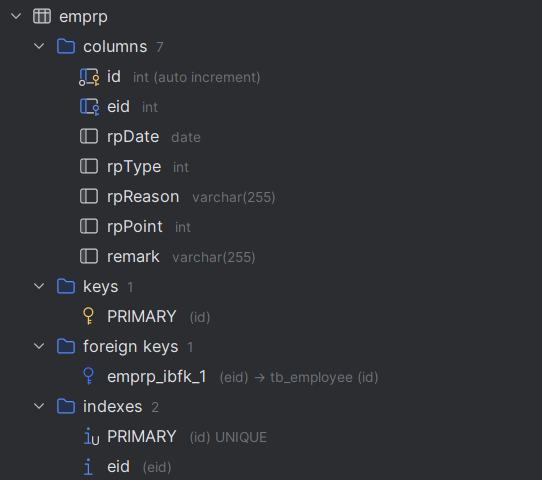 emprp
columns 7
id int (auto increment)
eid int
rpDate date
rpType int
rpReason varchar(255)
rpPoint int
remark varchar(255)
keys 1
PRIMARY (id)
foreign keys 1
emprp_ibfk_1 (eid) → tb_employee (id)
indexes 2
PRIMARY (id) UNIQUE
eid (eid)